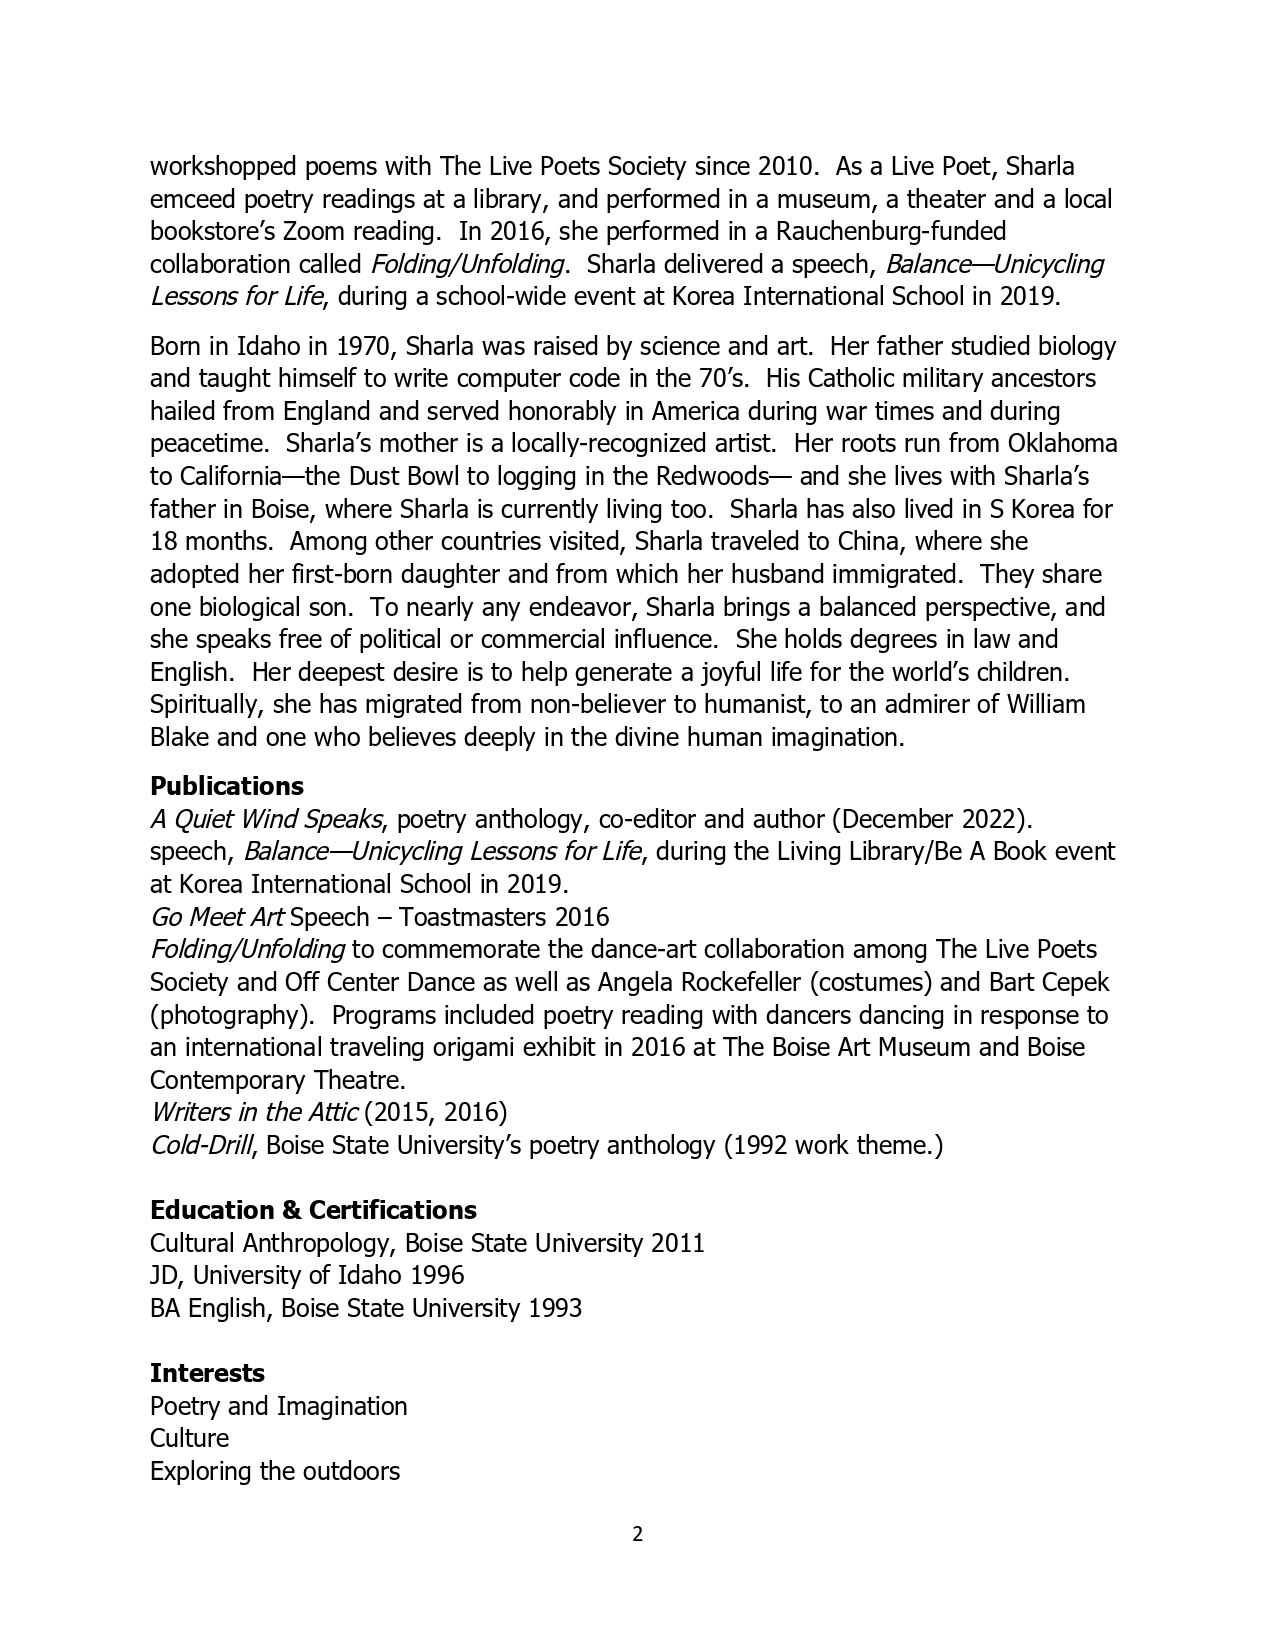 workshopped poems with The Live Poets Society since 2010.  As a Live Poet, Sharla
emceed poetry readings at a library, and performed in a museum, a theater and a local
bookstore’s Zoom reading.  In 2016, she performed in a Rauchenburg-funded
collaboration called Folding/Unfolding.  Sharla delivered a speech, Balance—Unicycling
Lessons for Life, during a school-wide event at Korea International School in 2019.
Born in Idaho in 1970, Sharla was raised by science and art.  Her father studied biology
and taught himself to write computer code in the 70’s.  His Catholic military ancestors
hailed from England and served honorably in America during war times and during
peacetime.  Sharla’s mother is a locally-recognized artist.  Her roots run from Oklahoma
to California—the Dust Bowl to logging in the Redwoods— and she lives with Sharla’s
father in Boise, where Sharla is currently living too.  Sharla has also lived in S Korea for
18 months.  Among other countries visited, Sharla traveled to China, where she
adopted her first-born daughter and from which her husband immigrated.  They share
one biological son.  To nearly any endeavor, Sharla brings a balanced perspective, and
she speaks free of political or commercial influence.  She holds degrees in law and
English.  Her deepest desire is to help generate a joyful life for the world’s children.
Spiritually, she has migrated from non-believer to humanist, to an admirer of William
Blake and one who believes deeply in the divine human imagination.
Publications
A Quiet Wind Speaks, poetry anthology, co-editor and author (December 2022).
speech, Balance—Unicycling Lessons for Life, during the Living Library/Be A Book event
at Korea International School in 2019.
Go Meet Art Speech – Toastmasters 2016
Folding/Unfolding to commemorate the dance-art collaboration among The Live Poets
Society and Off Center Dance as well as Angela Rockefeller (costumes) and Bart Cepek
(photography).  Programs included poetry reading with dancers dancing in response to
an international traveling origami exhibit in 2016 at The Boise Art Museum and Boise
Contemporary Theatre.
Writers in the Attic (2015, 2016)
Cold-Drill, Boise State University’s poetry anthology (1992 work theme.)
Education & Certifications
Cultural Anthropology, Boise State University 2011
JD, University of Idaho 1996
BA English, Boise State University 1993
Interests
Poetry and Imagination
Culture
Exploring the outdoors
2